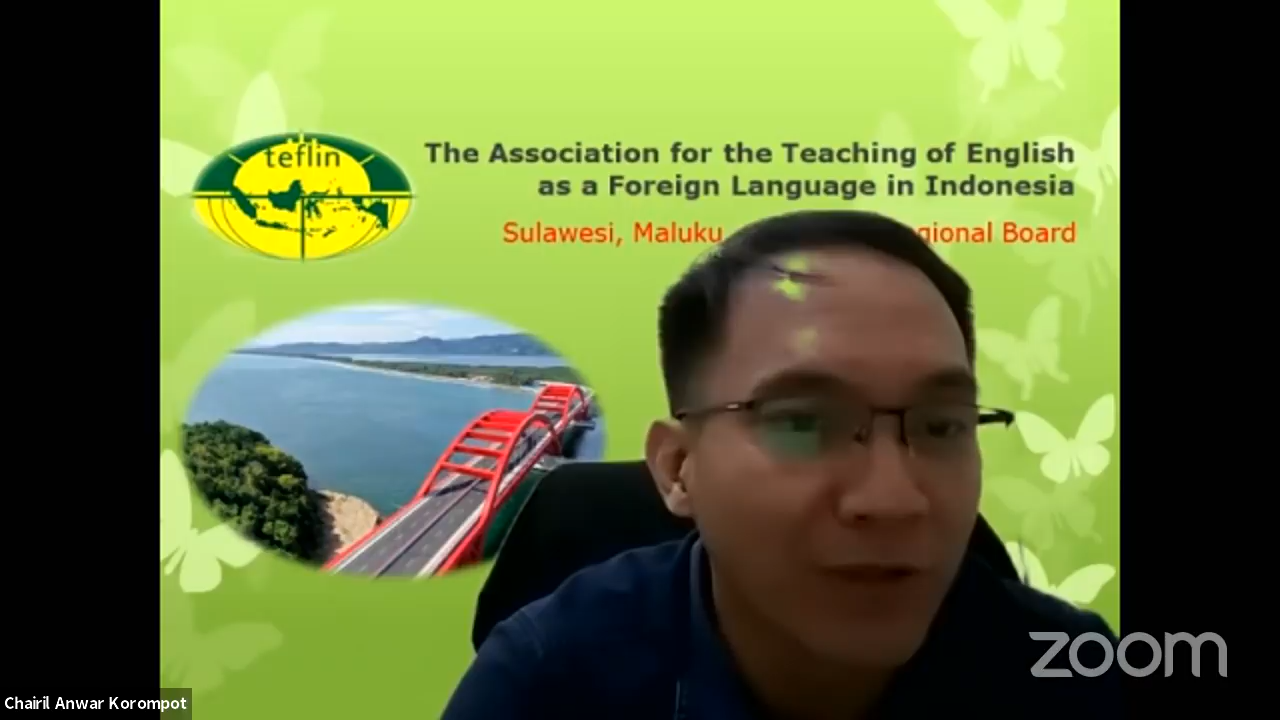 teflin
The Association for the Teaching of English
as a Foreign Language in Indonesia
Sulawesi, Maluku gional Board
zoom
Chairil Anwar Korompot